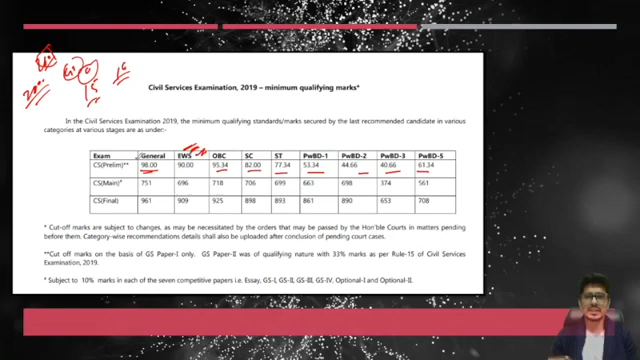 Civil Services Examination, 2019 – minimum qualifying marks*
In the Civil Services Examination 2019, the minimum qualifying standards/marks secured by the last recommended candidate in various
categories at various stages are as under:-
Exam General EWS OBC SC ST PwBD-1 PwBD-2 PwBD-3 PwBD-5
CS(Prelim)** 98.00 90.00 95.34 82.00 77.34 53.34 44.66 40.66 61.34
CS(Main)# 751 696 718 706 699 663 698 374 561
CS(Final) 961 909 925 898 893 861 890 653 708
* Cut-off marks are subject to changes, as may be necessitated by the orders that may be passed by the Hon'ble Courts in matters pending
before them. Category-wise recommendations details shall also be uploaded after conclusion of pending court cases.
**Cut off marks on the basis of GS Paper-I only. GS Paper-II was of qualifying nature with 33% marks as per Rule-15 of Civil Services
Examination, 2019.
# Subject to 10% marks in each of the seven competitive papers i.e. Essay, GS-I, GS-II, GS-III, GS-IV, Optional-I and Optional-II.